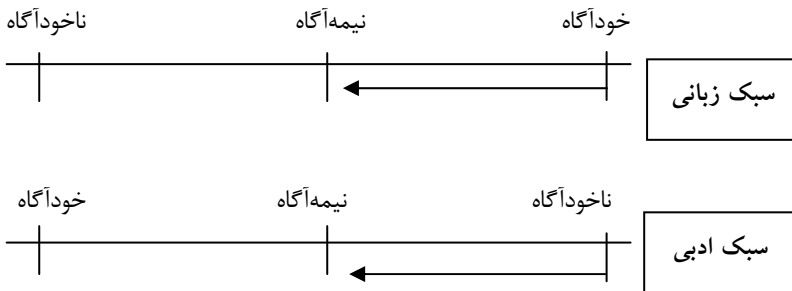 خودآگاه نیمه‌آگاه ناخودآگاه
سبک زبانی
ناخودآگاه نیمه‌آگاه خودآگاه
سبک ادبی